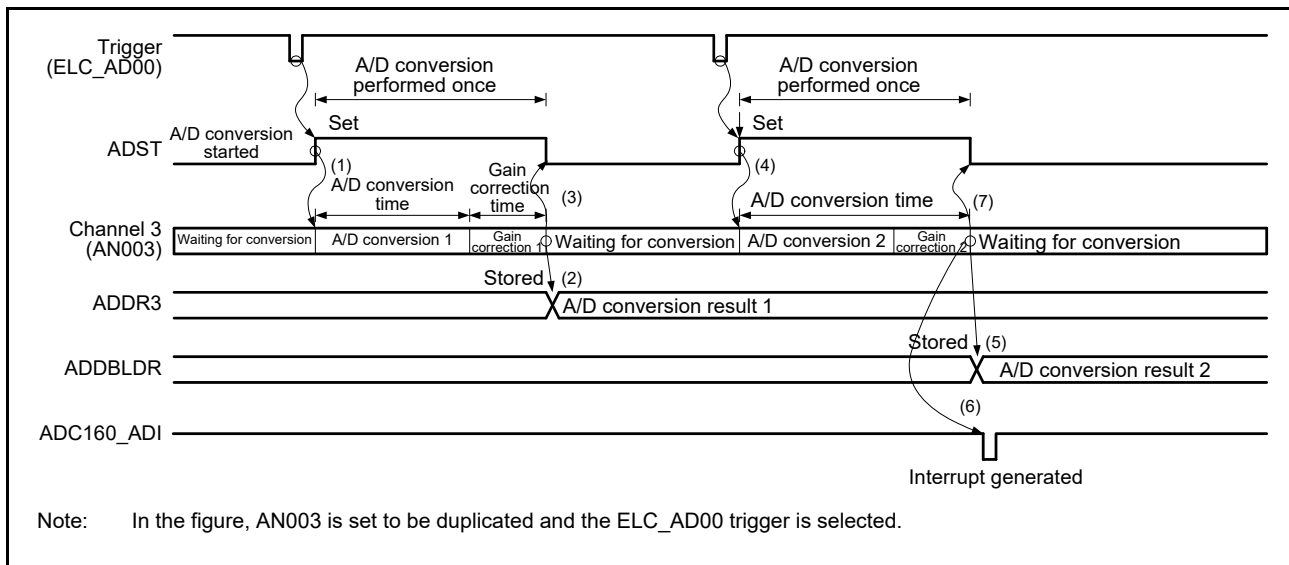 Trigger
(ELC_AD00)
A/D conversion
performed once
A/D conversion
performed once
ADST
A/D conversion
started
Set
Set
(1)
A/D conversion
time
Gain
correction
time
(3)
(4)
A/D conversion time
(7)
Channel 3
(AN003)
Waiting for conversion
A/D conversion 1
Gain
correction 1
Waiting for conversion
A/D conversion 2
Gain
correction 2
Waiting for conversion
Stored
(2)
ADDR3
A/D conversion result 1
Stored
(5)
ADDBLDR
A/D conversion result 2
(6)
ADC160_ADI
Interrupt generated
Note: In the figure, AN003 is set to be duplicated and the ELC_AD00 trigger is selected.